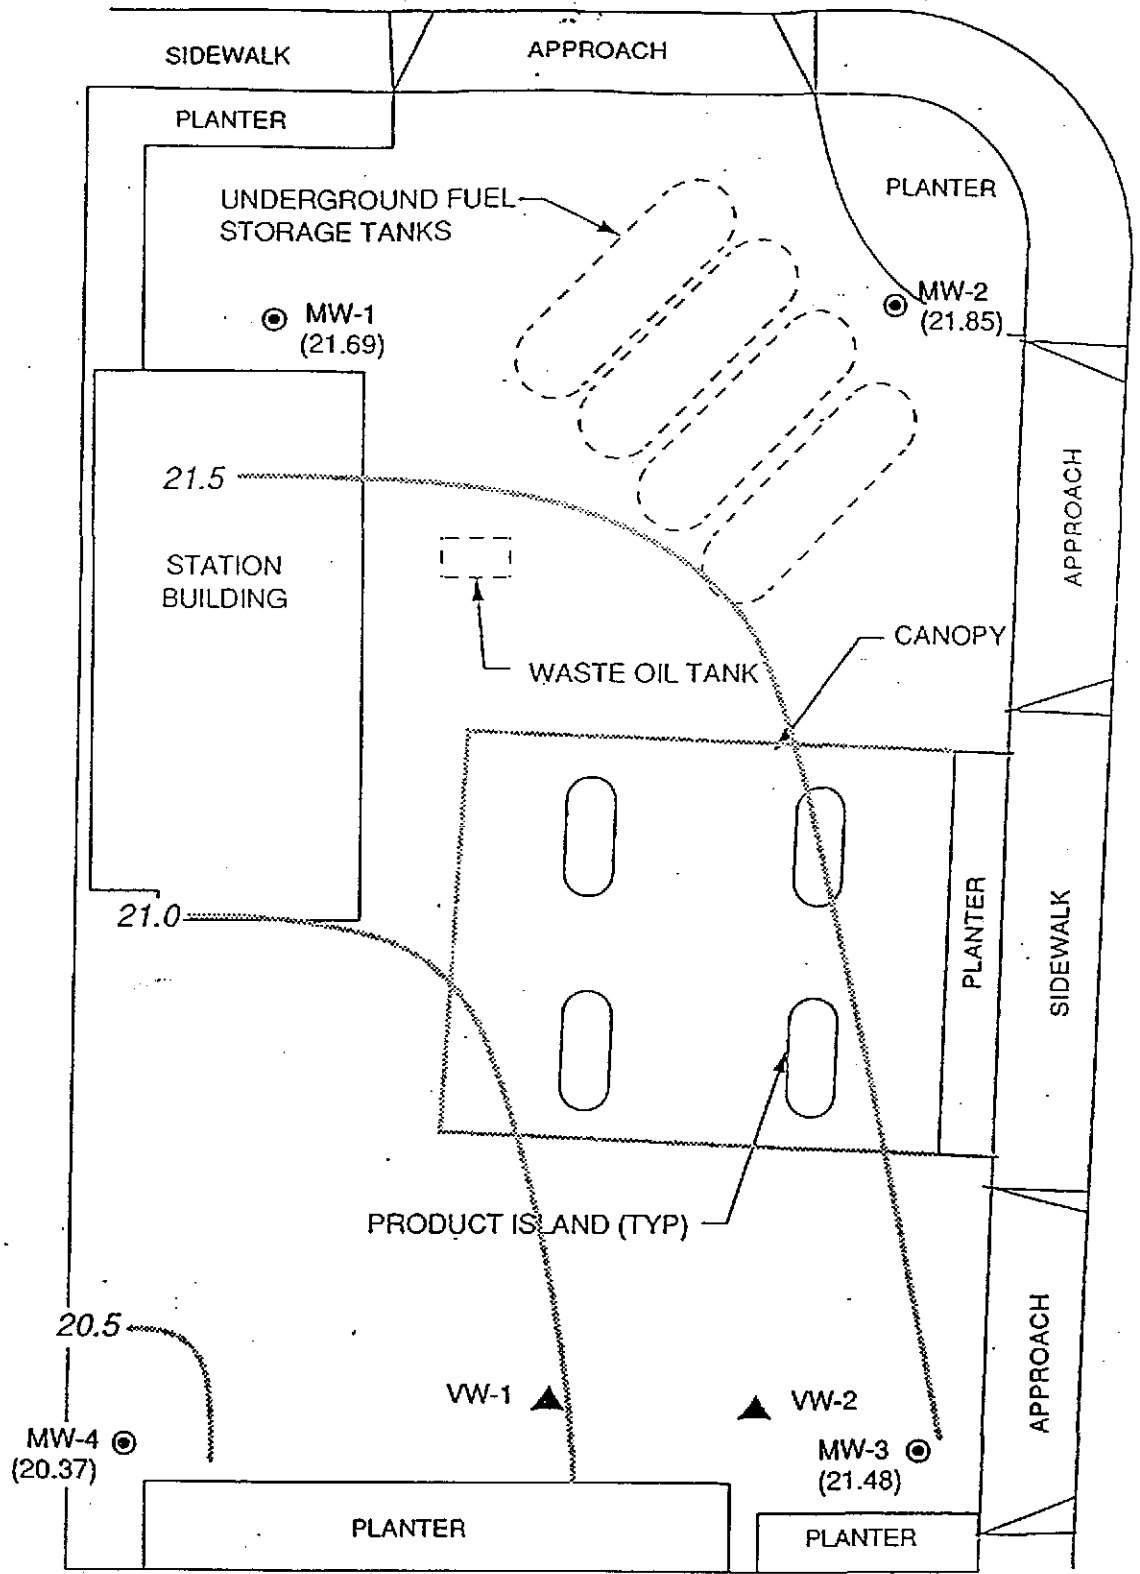 SIDEWALK
APPROACH
PLANTER
PLANTER
UNDERGROUND FUEL
STORAGE TANKS
MW-1
(21.69)
MW-2
(21.85)
21.5
STATION
BUILDING
APPROACH
CANOPY
WASTE OIL TANK
21.0
PLANTER
SIDEWALK
PRODUCT ISLAND (TYP)
20.5
APPROACH
VW-1
VW-2
MW-4
(20.37)
MW-3
(21.48)
PLANTER
PLANTER